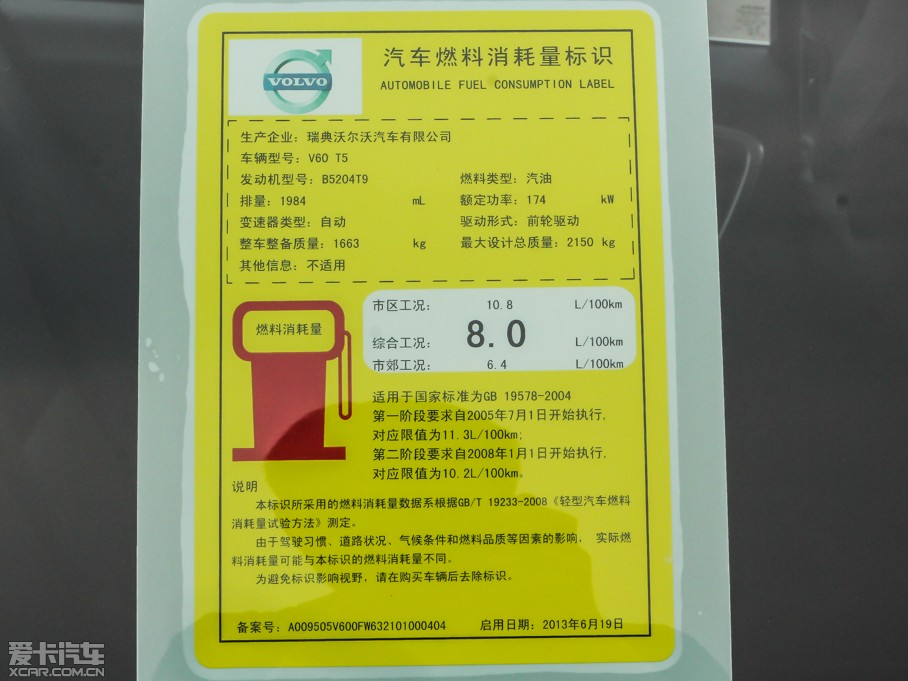 VOLVO
汽车燃料消耗量标识
AUTOMOBILE FUEL CONSUMPTION LABEL
生产企业：瑞典沃尔沃汽车有限公司
车辆型号：V60 T5
发动机型号：B5204T9 燃料类型：汽油
排量：1984 mL 额定功率：174 kW
变速器类型：自动 驱动形式：前轮驱动
整车整备质量：1663 kg 最大设计总质量：2150 kg
其他信息：不适用
燃料消耗量
市区工况： 10.8 L/100km
综合工况： 8.0 L/100km
市郊工况： 6.4 L/100km
适用于国家标准为GB 19578-2004
第一阶段要求自2005年7月1日开始执行,
对应限值为11.3L/100km;
第二阶段要求自2008年1月1日开始执行,
对应限值为10.2L/100km。
说明
本标识所采用的燃料消耗量数据系根据GB/T 19233-2008《轻型汽车燃料
消耗量试验方法》测定。
由于驾驶习惯、道路状况、气候条件和燃料品质等因素的影响， 实际燃
料消耗量可能与本标识的燃料消耗量不同。
为避免标识影响视野，请在购买车辆后去除标识。
备案号：A009505V600FW632101000404 启用日期：2013年6月19日
爱卡汽车
XCAR.COM.CN